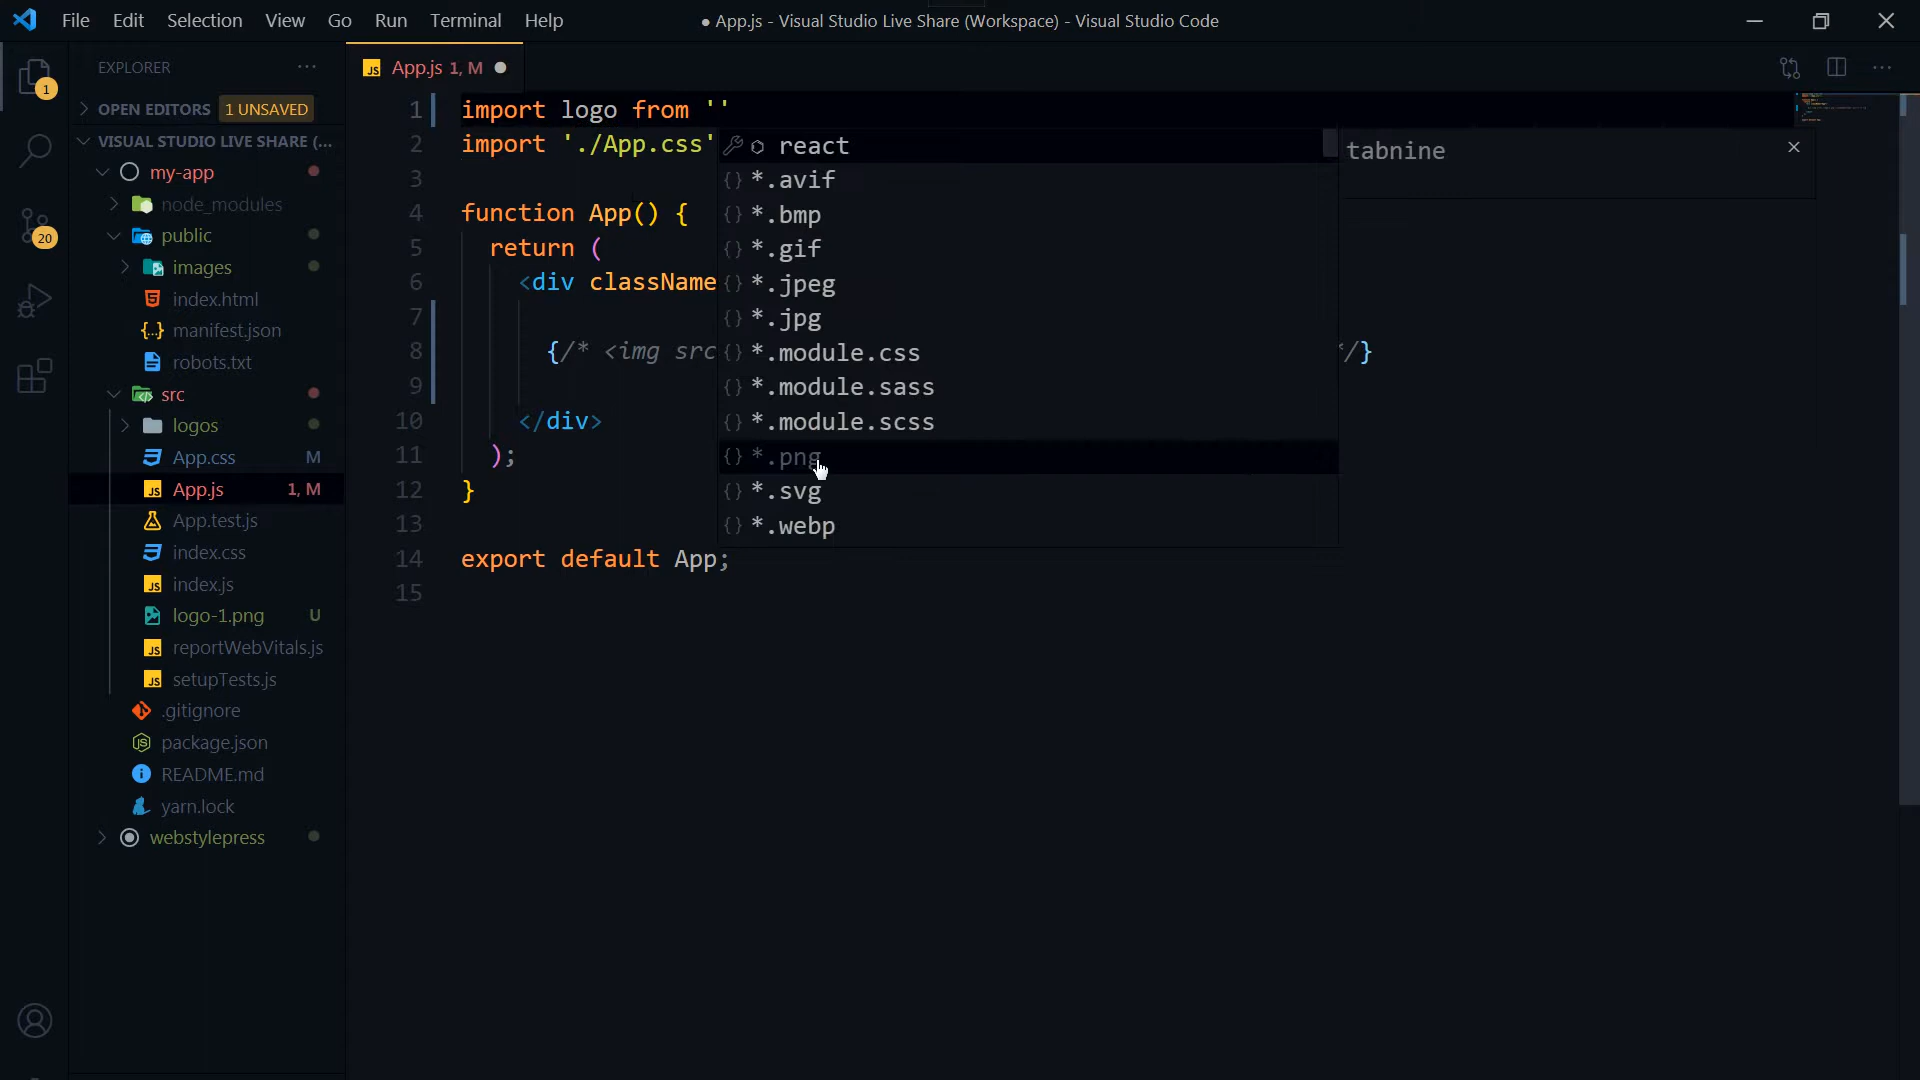 File Edit Selection View Go Run Terminal Help
● App.js - Visual Studio Live Share (Workspace) - Visual Studio Code
EXPLORER
OPEN EDITORS 1 UNSAVED
VISUAL STUDIO LIVE SHARE (...
my-app
node_modules
public
images
index.html
manifest.json
robots.txt
src
logos
App.css M
App.js 1, M
App.test.js
index.css
index.js
logo-1.png U
reportWebVitals.js
setupTests.js
.gitignore
package.json
README.md
yarn.lock
webstylepress
1
20
App.js 1, M
1 import logo from ''
2 import './App.css'
3
4 function App() {
5 return (
6 <div className
7
8 {/* <img src */}
9
10 </div>
11 );
12 }
13
14 export default App;
15
react
*.avif
*.bmp
*.gif
*.jpeg
*.jpg
*.module.css
*.module.sass
*.module.scss
*.png
*.svg
*.webp
tabnine